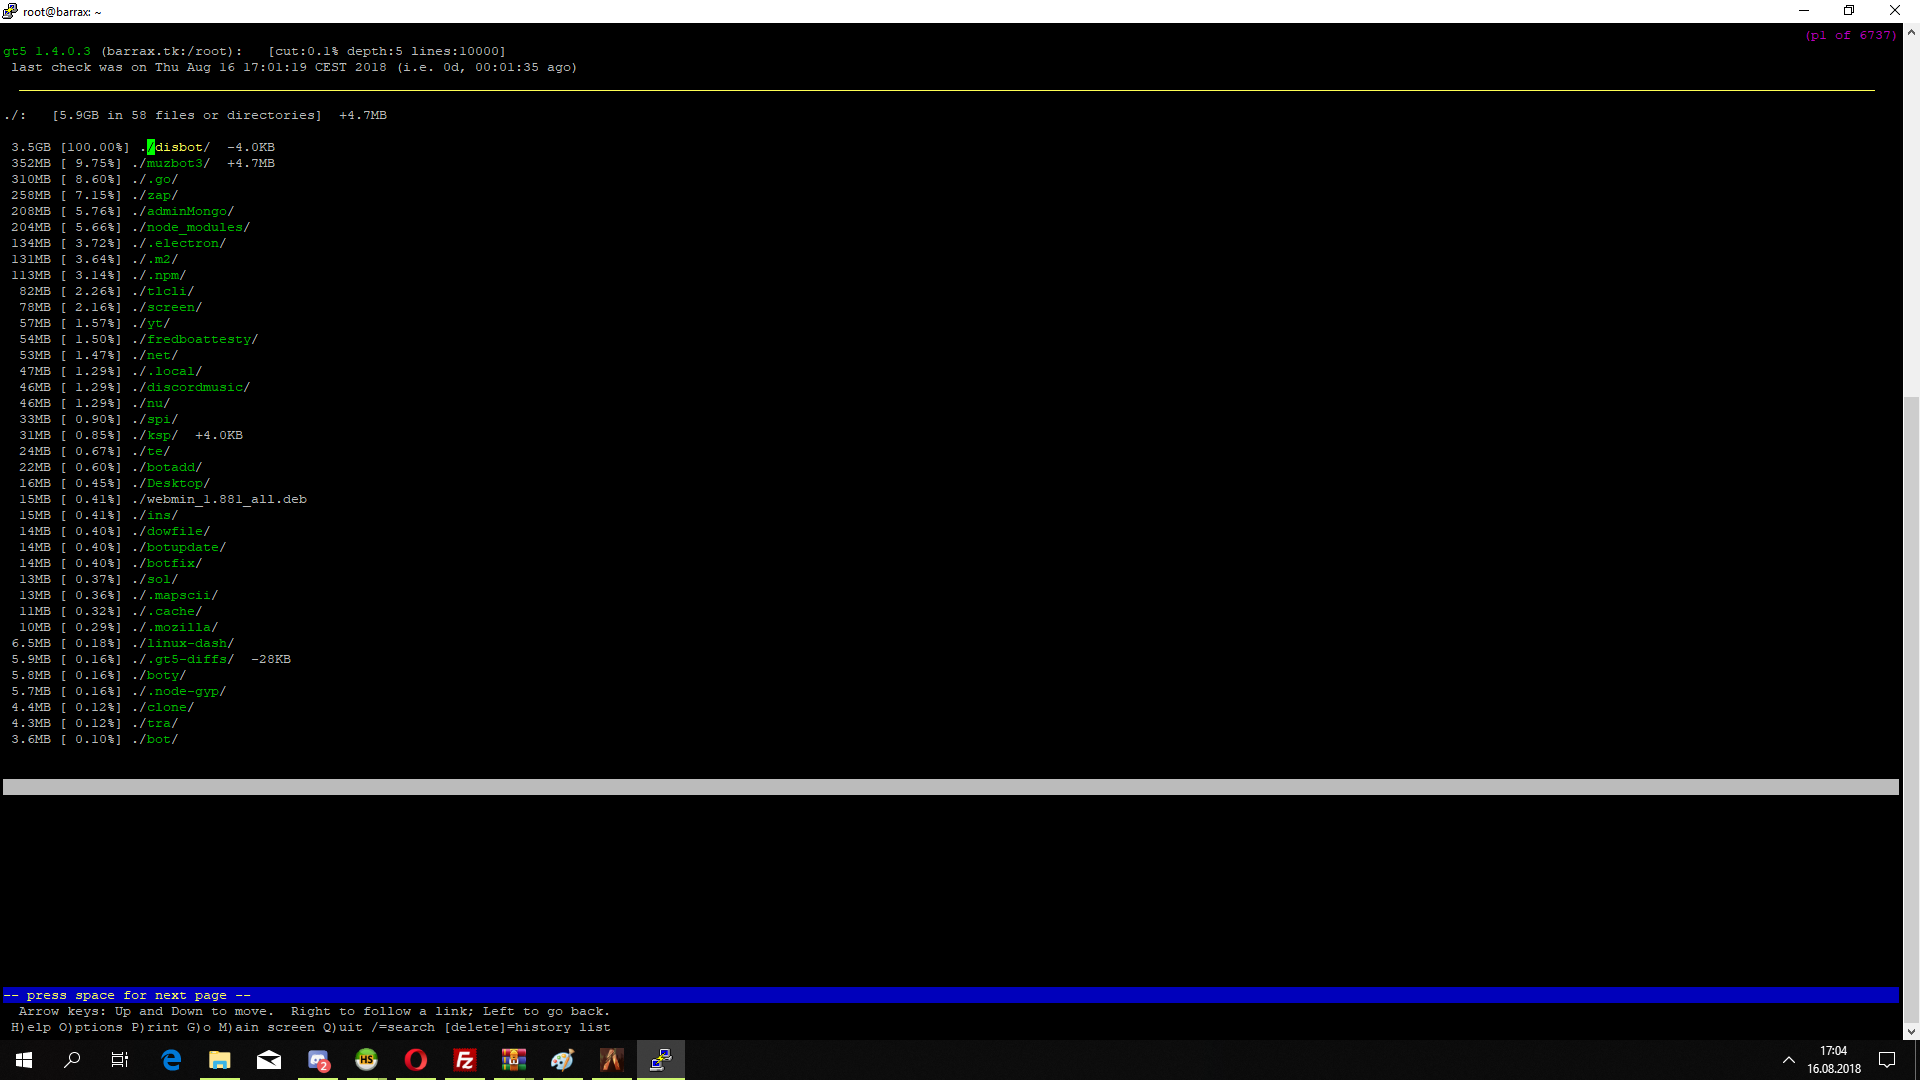 root@barrax: ~
(p1 of 6737)
gt5 1.4.0.3 (barrax.tk:/root):   [cut:0.1% depth:5 lines:10000]
last check was on Thu Aug 16 17:01:19 CEST 2018 (i.e. 0d, 00:01:35 ago)
./:   [5.9GB in 58 files or directories]  +4.7MB
3.5GB [100.00%] ./disbot/  -4.0KB
352MB [ 9.75%] ./muzbot3/  +4.7MB
310MB [ 8.60%] ./.go/
258MB [ 7.15%] ./zap/
208MB [ 5.76%] ./adminMongo/
204MB [ 5.66%] ./node_modules/
134MB [ 3.72%] ./.electron/
131MB [ 3.64%] ./.m2/
113MB [ 3.14%] ./.npm/
82MB [ 2.26%] ./tlcli/
78MB [ 2.16%] ./screen/
57MB [ 1.57%] ./yt/
54MB [ 1.50%] ./fredboattesty/
53MB [ 1.47%] ./net/
47MB [ 1.29%] ./.local/
46MB [ 1.29%] ./discordmusic/
46MB [ 1.29%] ./nu/
33MB [ 0.90%] ./spi/
31MB [ 0.85%] ./ksp/  +4.0KB
24MB [ 0.67%] ./te/
22MB [ 0.60%] ./botadd/
16MB [ 0.45%] ./Desktop/
15MB [ 0.41%] ./webmin_1.881_all.deb
15MB [ 0.41%] ./ins/
14MB [ 0.40%] ./dowfile/
14MB [ 0.40%] ./botupdate/
14MB [ 0.40%] ./botfix/
13MB [ 0.37%] ./sol/
13MB [ 0.36%] ./.mapscii/
11MB [ 0.32%] ./.cache/
10MB [ 0.29%] ./.mozilla/
6.5MB [ 0.18%] ./linux-dash/
5.9MB [ 0.16%] ./.gt5-diffs/  -28KB
5.8MB [ 0.16%] ./boty/
5.7MB [ 0.16%] ./.node-gyp/
4.4MB [ 0.12%] ./clone/
4.3MB [ 0.12%] ./tra/
3.6MB [ 0.10%] ./bot/
-- press space for next page --
Arrow keys: Up and Down to move.  Right to follow a link; Left to go back.
H)elp O)ptions P)rint G)o M)ain screen Q)uit /=search [delete]=history list
2
HS
Fz
17:04
16.08.2018